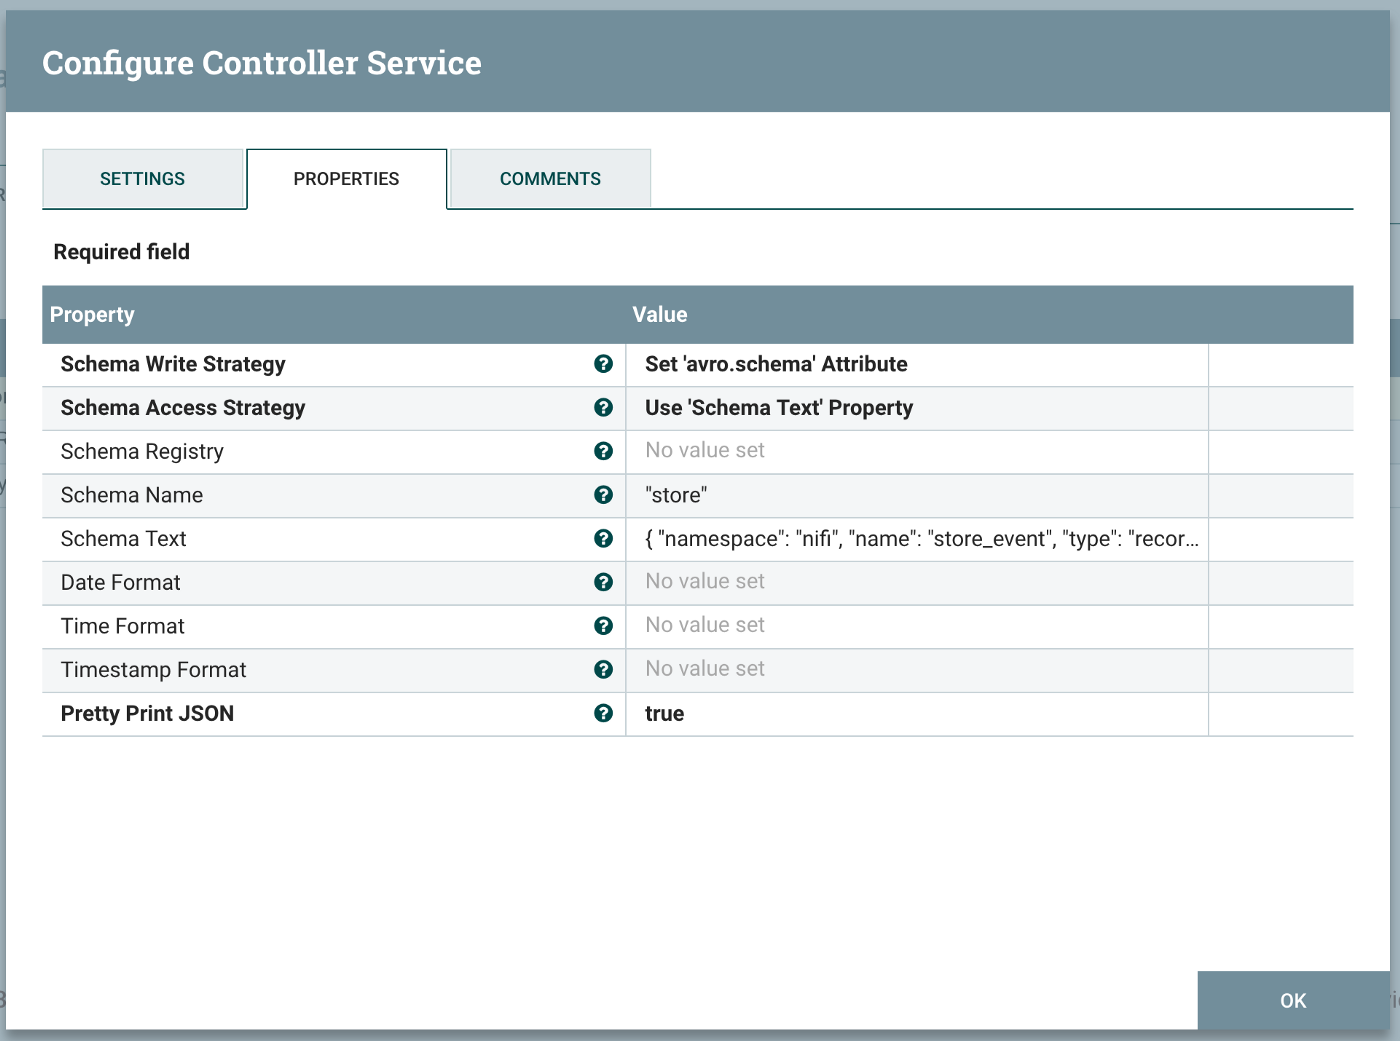 Configure Controller Service
SETTINGS PROPERTIES COMMENTS
Required field
Property Value
Schema Write Strategy ? Set 'avro.schema' Attribute
Schema Access Strategy ? Use 'Schema Text' Property
Schema Registry ? No value set
Schema Name ? "store"
Schema Text ? { "namespace": "nifi", "name": "store_event", "type": "recor...
Date Format ? No value set
Time Format ? No value set
Timestamp Format ? No value set
Pretty Print JSON ? true
OK